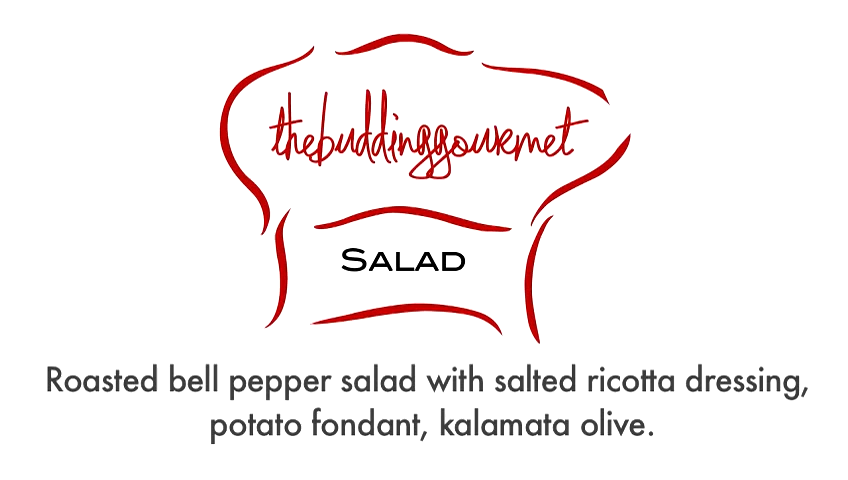 thebuddinggourmet
SALAD
Roasted bell pepper salad with salted ricotta dressing,
potato fondant, kalamata olive.